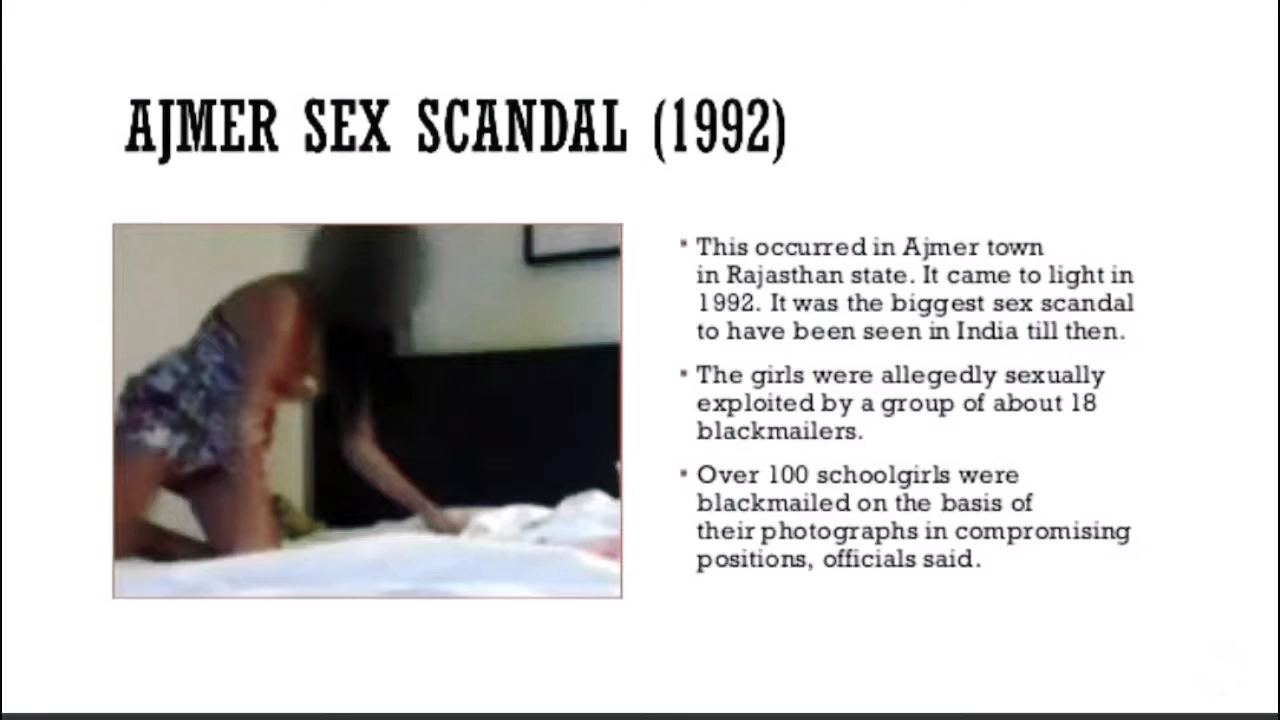 AJMER SEX SCANDAL (1992)
This occurred in Ajmer town
in Rajasthan state. It came to light in
1992. It was the biggest sex scandal
to have been seen in India till then.
The girls were allegedly sexually
exploited by a group of about 18
blackmailers.
Over 100 schoolgirls were
blackmailed on the basis of
their photographs in compromising
positions, officials said.